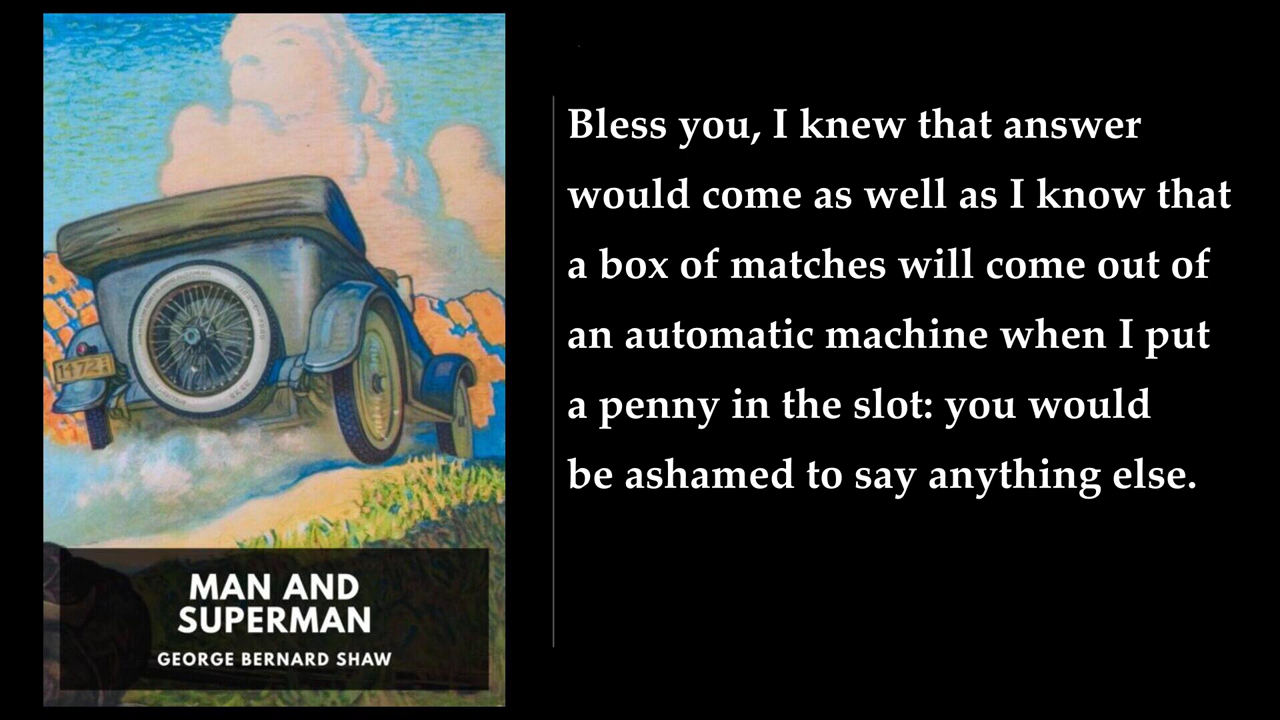 Bless you, I knew that answer
would come as well as I know that
a box of matches will come out of
an automatic machine when I put
a penny in the slot: you would
be ashamed to say anything else.
1472
MAN AND
SUPERMAN
GEORGE BERNARD SHAW